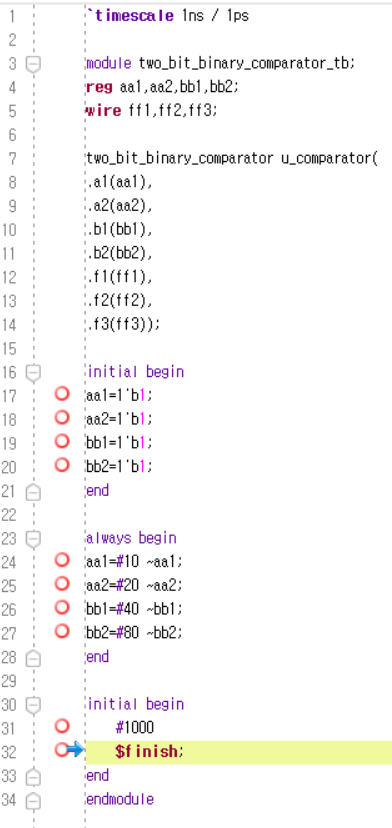 1 `timescale 1ns / 1ps
2
3 module two_bit_binary_comparator_tb;
4 reg aa1,aa2,bb1,bb2;
5 wire ff1,ff2,ff3;
6
7 two_bit_binary_comparator u_comparator(
8 .a1(aa1),
9 .a2(aa2),
10 .b1(bb1),
11 .b2(bb2),
12 .f1(ff1),
13 .f2(ff2),
14 .f3(ff3));
15
16 initial begin
17 aa1=1'b1;
18 aa2=1'b1;
19 bb1=1'b1;
20 bb2=1'b1;
21 end
22
23 always begin
24 aa1=#10 ~aa1;
25 aa2=#20 ~aa2;
26 bb1=#40 ~bb1;
27 bb2=#80 ~bb2;
28 end
29
30 initial begin
31 #1000
32 $finish;
33 end
34 endmodule